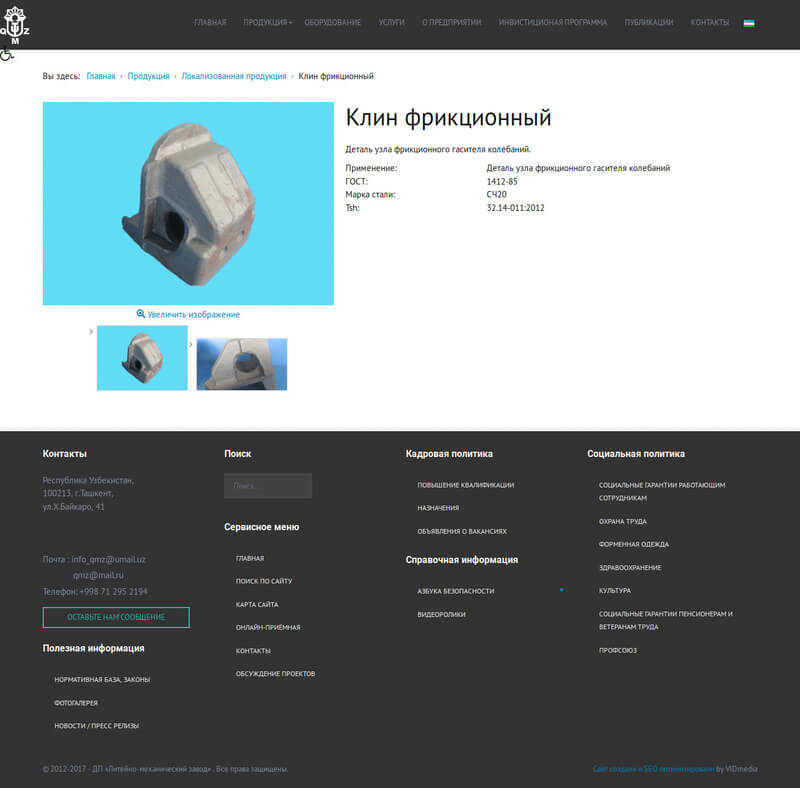 QMZ
ГЛАВНАЯ ПРОДУКЦИЯ ОБОРУДОВАНИЕ УСЛУГИ О ПРЕДПРИЯТИИ ИНВИСТИЦИОНАЯ ПРОГРАММА ПУБЛИКАЦИИ КОНТАКТЫ
Вы здесь: Главная › Продукция › Локализованная продукция › Клин фрикционный
Клин фрикционный
Деталь узла фрикционного гасителя колебаний.
Применение: Деталь узла фрикционного гасителя колебаний
ГОСТ: 1412-85
Марка стали: СЧ20
Tsh: 32.14-011:2012
Увеличить изображение
Контакты
Республика Узбекистан,
100213, г.Ташкент,
ул.Х.Байкаро, 41
Почта : info_qmz@umail.uz
qmz@mail.ru
Телефон: +998 71 295 2194
ОСТАВЬТЕ НАМ СООБЩЕНИЕ
Полезная информация
НОРМАТИВНАЯ БАЗА, ЗАКОНЫ
ФОТОГАЛЕРЕЯ
НОВОСТИ / ПРЕСС РЕЛИЗЫ
Поиск
Поиск...
Сервисное меню
ГЛАВНАЯ
ПОИСК ПО САЙТУ
КАРТА САЙТА
ОНЛАЙН-ПРИЁМНАЯ
КОНТАКТЫ
ОБСУЖДЕНИЕ ПРОЕКТОВ
Кадровая политика
ПОВЫШЕНИЕ КВАЛИФИКАЦИИ
НАЗНАЧЕНИЯ
ОБЪЯВЛЕНИЯ О ВАКАНСИЯХ
Справочная информация
АЗБУКА БЕЗОПАСНОСТИ
ВИДЕОРОЛИКИ
Социальная политика
СОЦИАЛЬНЫЕ ГАРАНТИИ РАБОТАЮЩИМ
СОТРУДНИКАМ
ОХРАНА ТРУДА
ФОРМЕННАЯ ОДЕЖДА
ЗДРАВООХРАНЕНИЕ
КУЛЬТУРА
СОЦИАЛЬНЫЕ ГАРАНТИИ ПЕНСИОНЕРАМ И
ВЕТЕРАНАМ ТРУДА
ПРОФСОЮЗ
© 2012-2017 - ДП «Литейно-механический завод» . Все права защищены.
Сайт создан и SEO оптимизирован by VIDmedia